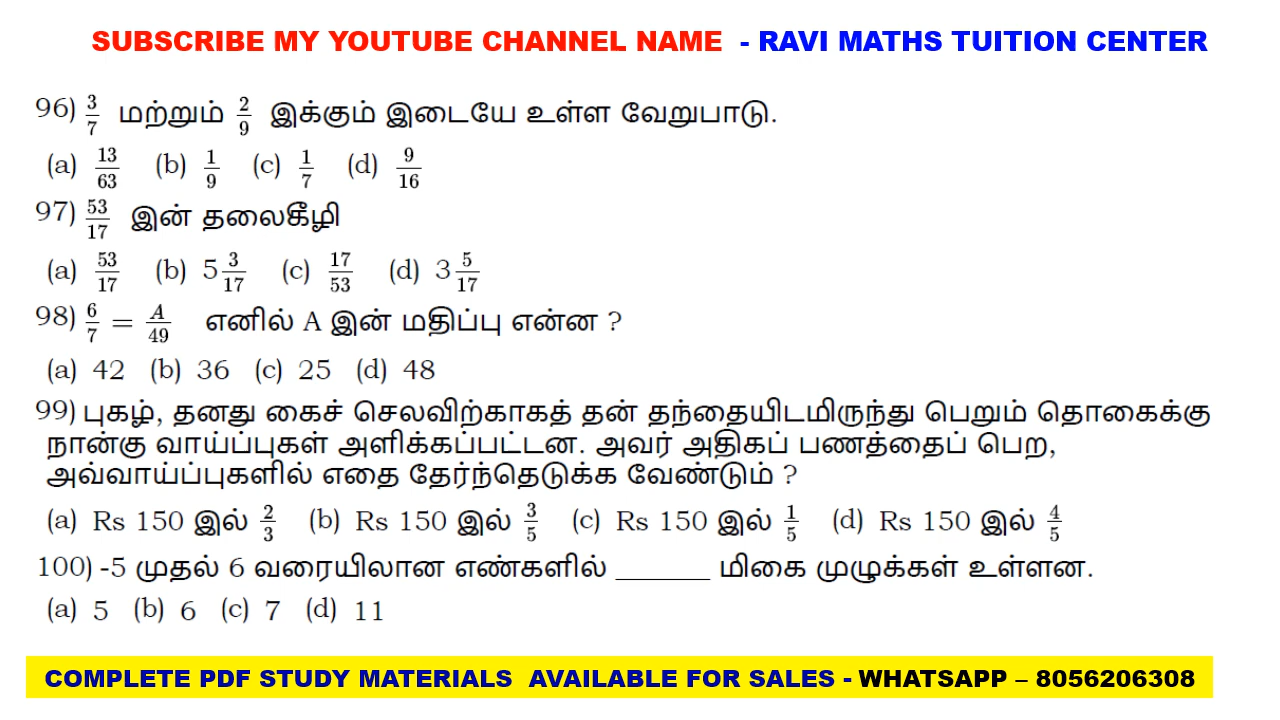 SUBSCRIBE MY YOUTUBE CHANNEL NAME - RAVI MATHS TUITION CENTER
96) 3/7 மற்றும் 2/9 இக்கும் இடையே உள்ள வேறுபாடு.
(a) 13/63 (b) 1/9 (c) 1/7 (d) 9/16
97) 53/17 இன் தலைகீழி
(a) 53/17 (b) 5 3/17 (c) 17/53 (d) 3 5/17
98) 6/7 = A/49 எனில் A இன் மதிப்பு என்ன ?
(a) 42 (b) 36 (c) 25 (d) 48
99) புகழ், தனது கைச் செலவிற்காகத் தன் தந்தையிடமிருந்து பெறும் தொகைக்கு
நான்கு வாய்ப்புகள் அளிக்கப்பட்டன. அவர் அதிகப் பணத்தைப் பெற,
அவ்வாய்ப்புகளில் எதை தேர்ந்தெடுக்க வேண்டும் ?
(a) Rs 150 இல் 2/3 (b) Rs 150 இல் 3/5 (c) Rs 150 இல் 1/5 (d) Rs 150 இல் 4/5
100) -5 முதல் 6 வரையிலான எண்களில் ______ மிகை முழுக்கள் உள்ளன.
(a) 5 (b) 6 (c) 7 (d) 11
COMPLETE PDF STUDY MATERIALS AVAILABLE FOR SALES - WHATSAPP – 8056206308